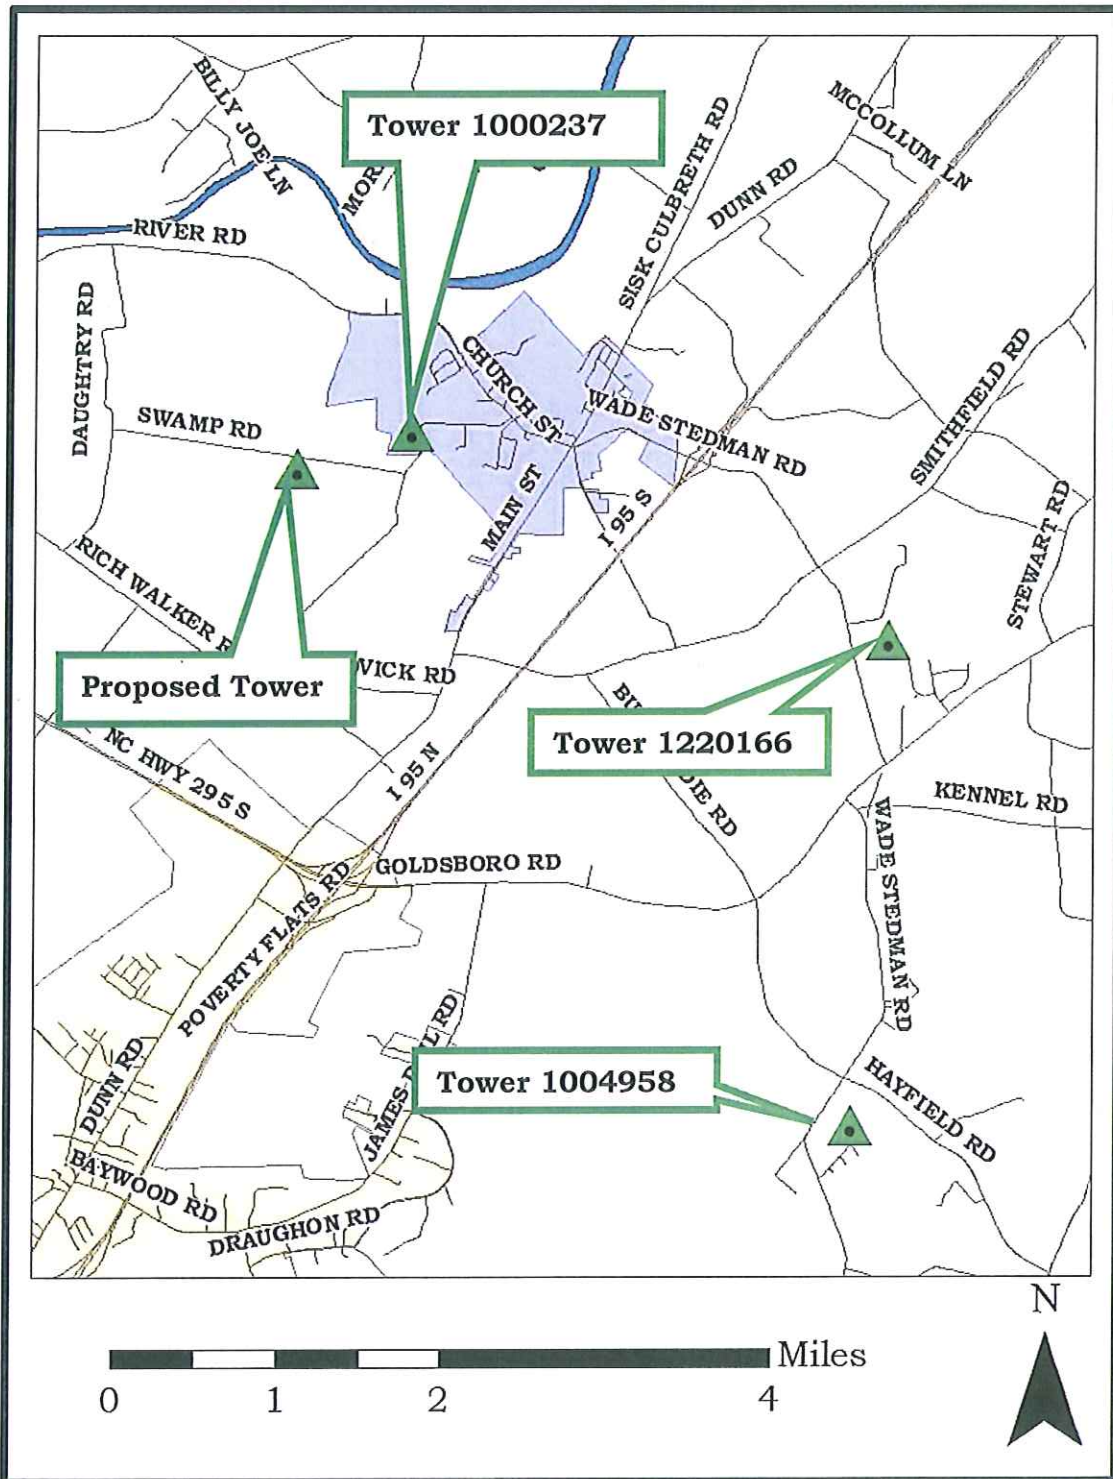 BILLY JOE LN
Tower 1000237
MCCOLLUM LN
SISK CULBRETH RD
DUNN RD
RIVER RD
DAUGHTRY RD
CHURCH ST
SMITHFIELD RD
SWAMP RD
WADE STEDMAN RD
MAIN ST
I 95 S
STEWART RD
RICH WALKER
Proposed Tower
VICK RD
Tower 1220166
NC HWY 295 S
I 95 N
KENNEL RD
GOLDSBORO RD
WADE STEDMAN RD
POVERTY FLATS RD
DUNN RD
JAMES
RD
Tower 1004958
HAYFIELD RD
BAYWOOD RD
DRAUGHON RD
N
Miles
0 1 2 4